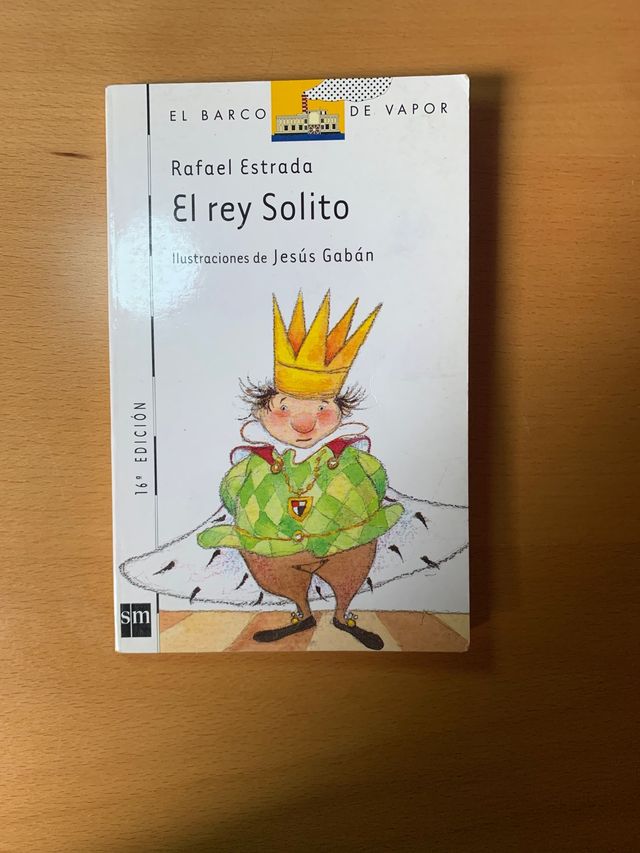 EL BARCO DE VAPOR
Rafael Estrada
El rey Solito
Ilustraciones de Jesús Gabán
16ª EDICIÓN
sm